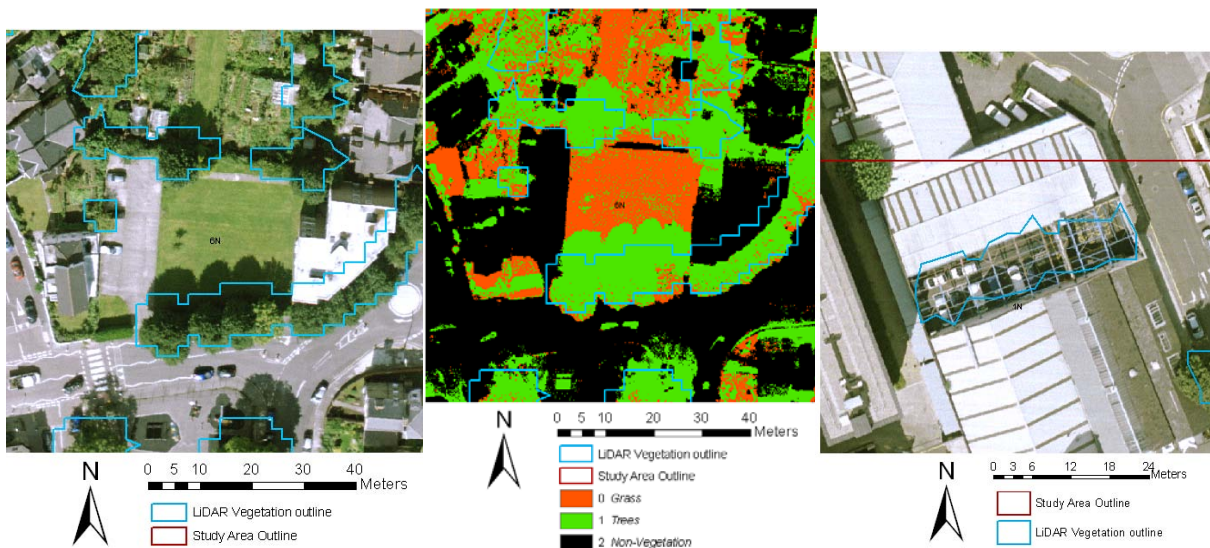 6N
N
0 5 10 20 30 40
Meters
LiDAR Vegetation outline
Study Area Outline
6N
N
0 5 10 20 30 40
Meters
LiDAR Vegetation outline
Study Area Outline
0 Grass
1 Trees
2 Non-Vegetation
N
0 3 6 12 18 24
Meters
Study Area Outline
LiDAR Vegetation outline